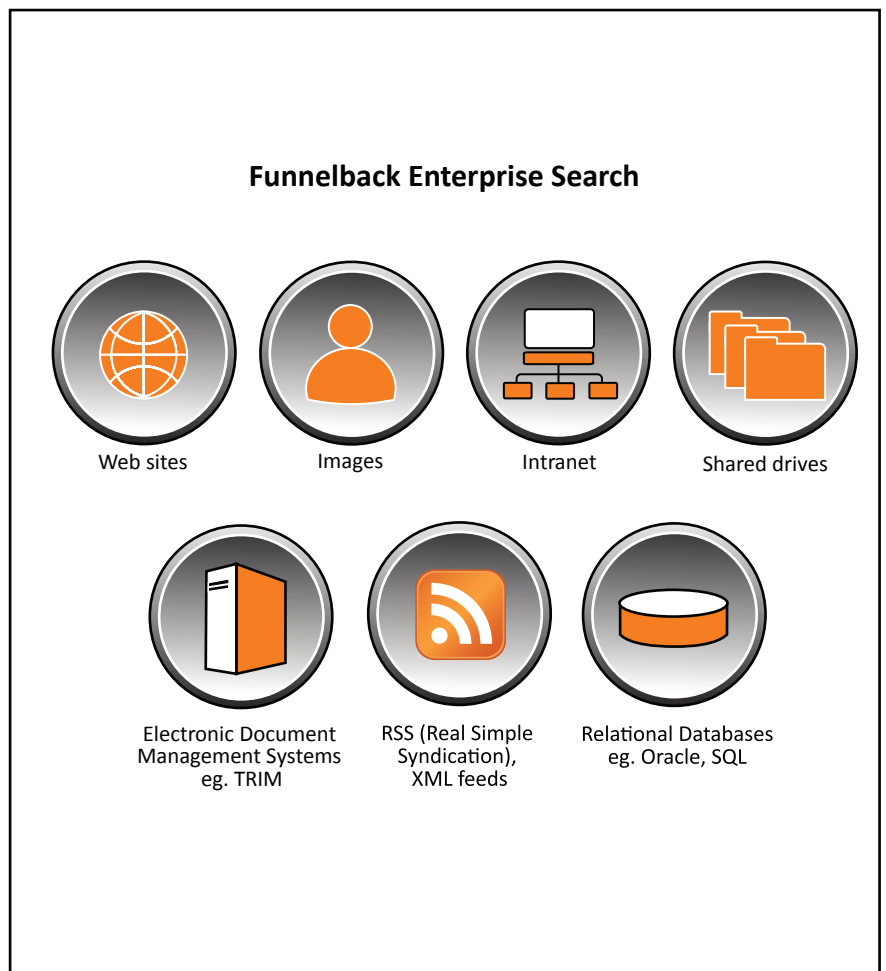 Funnelback Enterprise Search
Web sites
Images
Intranet
Shared drives
Electronic Document
Management Systems
eg. TRIM
RSS (Real Simple
Syndication),
XML feeds
Relational Databases
eg. Oracle, SQL